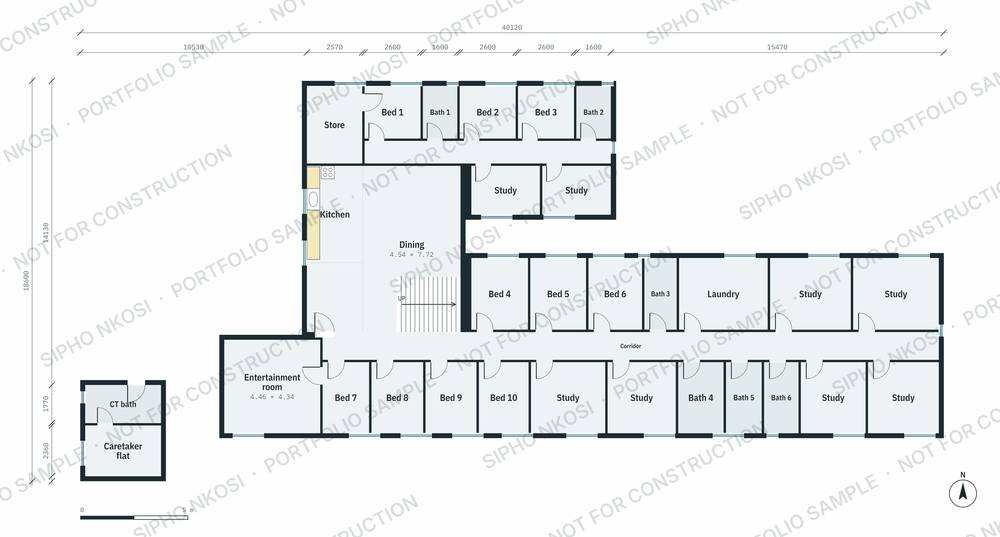 40120
10530 2570 2600 1600 2600 2600 1600 15470
Store
Bed 1
Bath 1
Bed 2
Bed 3
Bath 2
Study
Study
Kitchen
Dining
4.54 × 7.72
UP
14130
18600
1770
2360
Bed 4
Bed 5
Bed 6
Bath 3
Laundry
Study
Study
Corridor
Entertainment
room
4.46 × 4.34
Bed 7
Bed 8
Bed 9
Bed 10
Study
Study
Bath 4
Bath 5
Bath 6
Study
Study
CT bath
Caretaker
flat
0 5 m
N
SIPHO NKOSI · PORTFOLIO SAMPLE · NOT FOR CONSTRUCTION